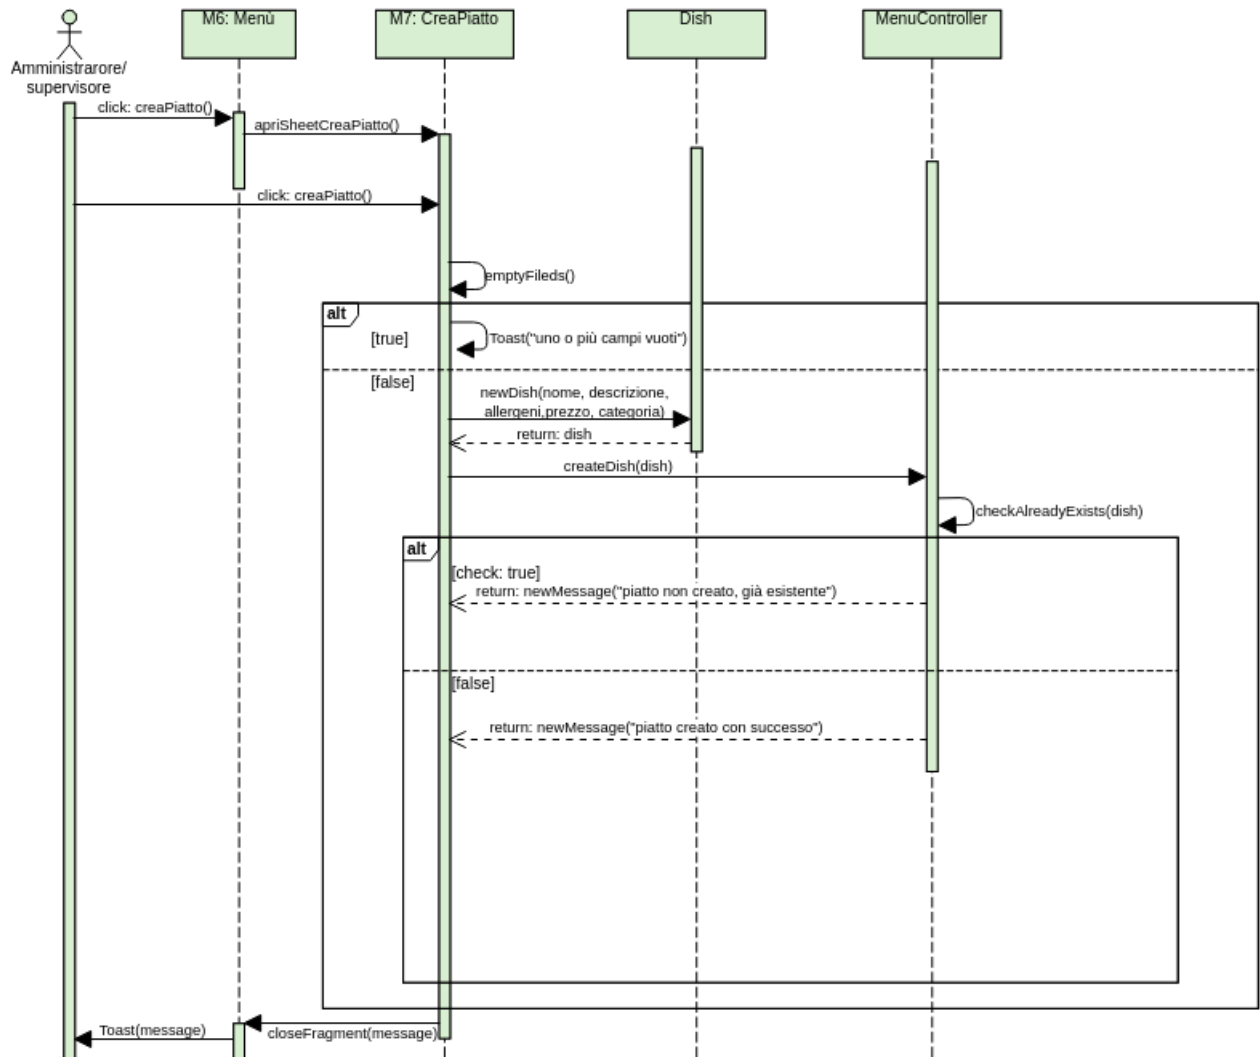 M6: Menù
M7: CreaPiatto
Dish
MenuController
Amministrarore/
supervisore
click: creaPiatto()
apriSheetCreaPiatto()
click: creaPiatto()
emptyFileds()
alt
[true]
Toast("uno o più campi vuoti")
[false]
newDish(nome, descrizione,
allergeni,prezzo, categoria)
return: dish
createDish(dish)
checkAlreadyExists(dish)
alt
[check: true]
return: newMessage("piatto non creato, già esistente")
[false]
return: newMessage("piatto creato con successo")
Toast(message)
closeFragment(message)